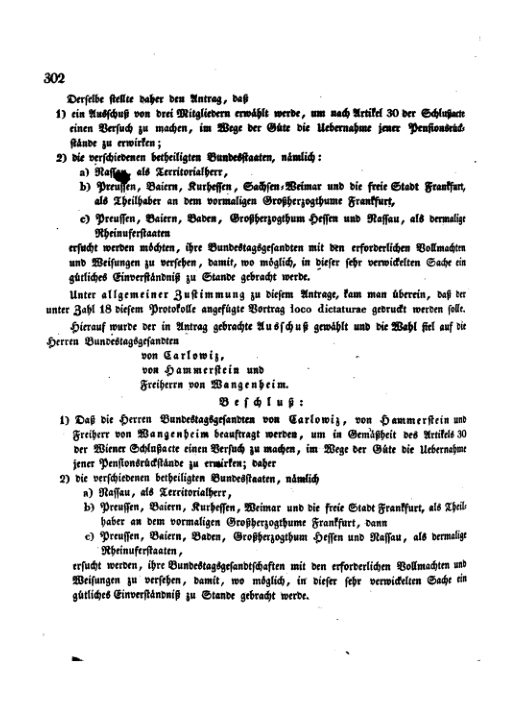 302
Derselbe stellte daher den Antrag, daß
1) ein Ausschuß von drei Mitgliedern erwählt werde, um nach Artikel 30 der Schlußacte
einen Versuch zu machen, im Wege der Güte die Uebernahme jener Pensionsrück-
stände zu erwirken;
2) die verschiedenen betheiligten Bundesstaaten, nämlich:
a) Nassau, als Territorialherr,
b) Preussen, Baiern, Kurhessen, Sachsen-Weimar und die freie Stadt Frankfurt,
als Theilhaber an dem vormaligen Großherzogthume Frankfurt,
c) Preussen, Baiern, Baden, Großherzogthum Hessen und Nassau, als dermalige
Rheinuferstaaten
ersucht werden möchten, ihre Bundestagsgesandten mit den erforderlichen Vollmachten
und Weisungen zu versehen, damit, wo möglich, in dieser sehr verwickelten Sache ein
gütliches Einverständniß zu Stande gebracht werde.
Unter allgemeiner Zustimmung zu diesem Antrage, kam man überein, daß der
unter Zahl 18 diesem Protokolle angefügte Vortrag loco dictaturae gedruckt werden solle.
Hierauf wurde der in Antrag gebrachte Ausschuß gewählt und die Wahl fiel auf die
Herren Bundestagsgesandten
von Carlowiz,
von Hammerstein und
Freiherrn von Wangenheim.
Beschluß:
1) Daß die Herren Bundestagsgesandten von Carlowiz, von Hammerstein und
Freiherr von Wangenheim beauftragt werden, um in Gemäßheit des Artikels 30
der Wiener Schlußacte einen Versuch zu machen, im Wege der Güte die Uebernahme
jener Pensionsrückstände zu erwirken; daher
2) die verschiedenen betheiligten Bundesstaaten, nämlich
a) Nassau, als Territorialherr,
b) Preussen, Baiern, Kurhessen, Weimar und die freie Stadt Frankfurt, als Theil-
haber an dem vormaligen Großherzogthume Frankfurt, dann
c) Preussen, Baiern, Baden, Großherzogthum Hessen und Nassau, als dermalige
Rheinuferstaaten,
ersucht werden, ihre Bundesgesandtschaften mit den erforderlichen Vollmachten und
Weisungen zu versehen, damit, wo möglich, in dieser sehr verwickelten Sache ein
gütliches Einverständniß zu Stande gebracht werde.